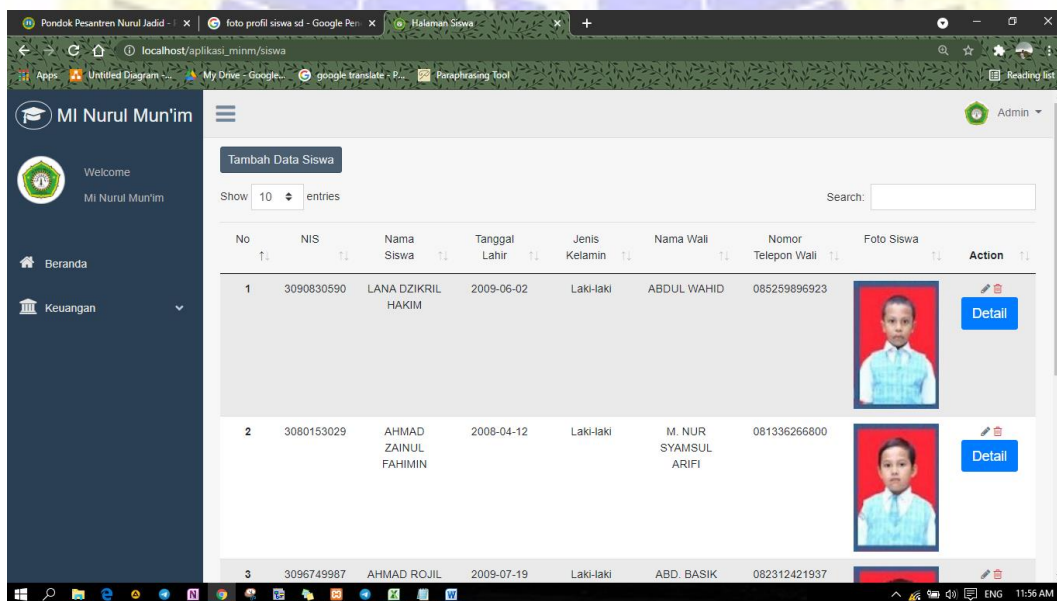 Pondok Pesantren Nurul Jadid -
foto profil siswa sd - Google Pen
Halaman Siswa
localhost/aplikasi_minm/siswa
Apps
Untitled Diagram -...
My Drive - Google...
google translate - P...
Paraphrasing Tool
Reading list
MI Nurul Mun'im
Admin
Welcome
Mi Nurul Mun'im
Beranda
Keuangan
Tambah Data Siswa
Show 10 entries
Search:
No NIS Nama Siswa Tanggal Lahir Jenis Kelamin Nama Wali Nomor Telepon Wali Foto Siswa Action
1 3090830590 LANA DZIKRIL HAKIM 2009-06-02 Laki-laki ABDUL WAHID 085259896923
Detail
2 3080153029 AHMAD ZAINUL FAHIMIN 2008-04-12 Laki-laki M. NUR SYAMSUL ARIFI 081336266800
Detail
3 3096749987 AHMAD ROJIL 2009-07-19 Laki-laki ABD. BASIK 082312421937
ENG 11:56 AM